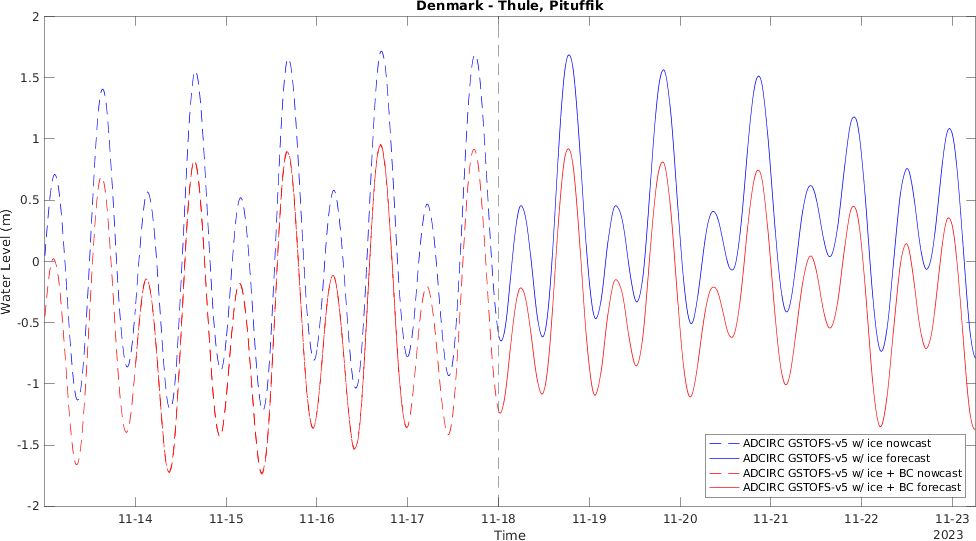 Denmark - Thule, Pituffik
2
1.5
1
0.5
0
-0.5
-1
-1.5
-2
Water Level (m)
ADCIRC GSTOFS-v5 w/ ice nowcast
ADCIRC GSTOFS-v5 w/ ice forecast
ADCIRC GSTOFS-v5 w/ ice + BC nowcast
ADCIRC GSTOFS-v5 w/ ice + BC forecast
11-14 11-15 11-16 11-17 11-18 11-19 11-20 11-21 11-22 11-23
Time 2023